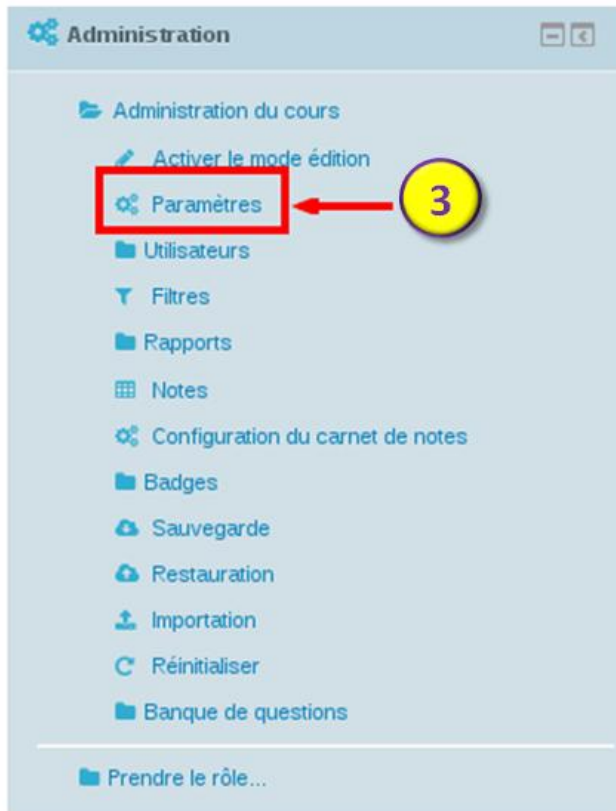 Administration
Administration du cours
Activer le mode édition
Paramètres
3
Utilisateurs
Filtres
Rapports
Notes
Configuration du carnet de notes
Badges
Sauvegarde
Restauration
Importation
Réinitialiser
Banque de questions
Prendre le rôle...